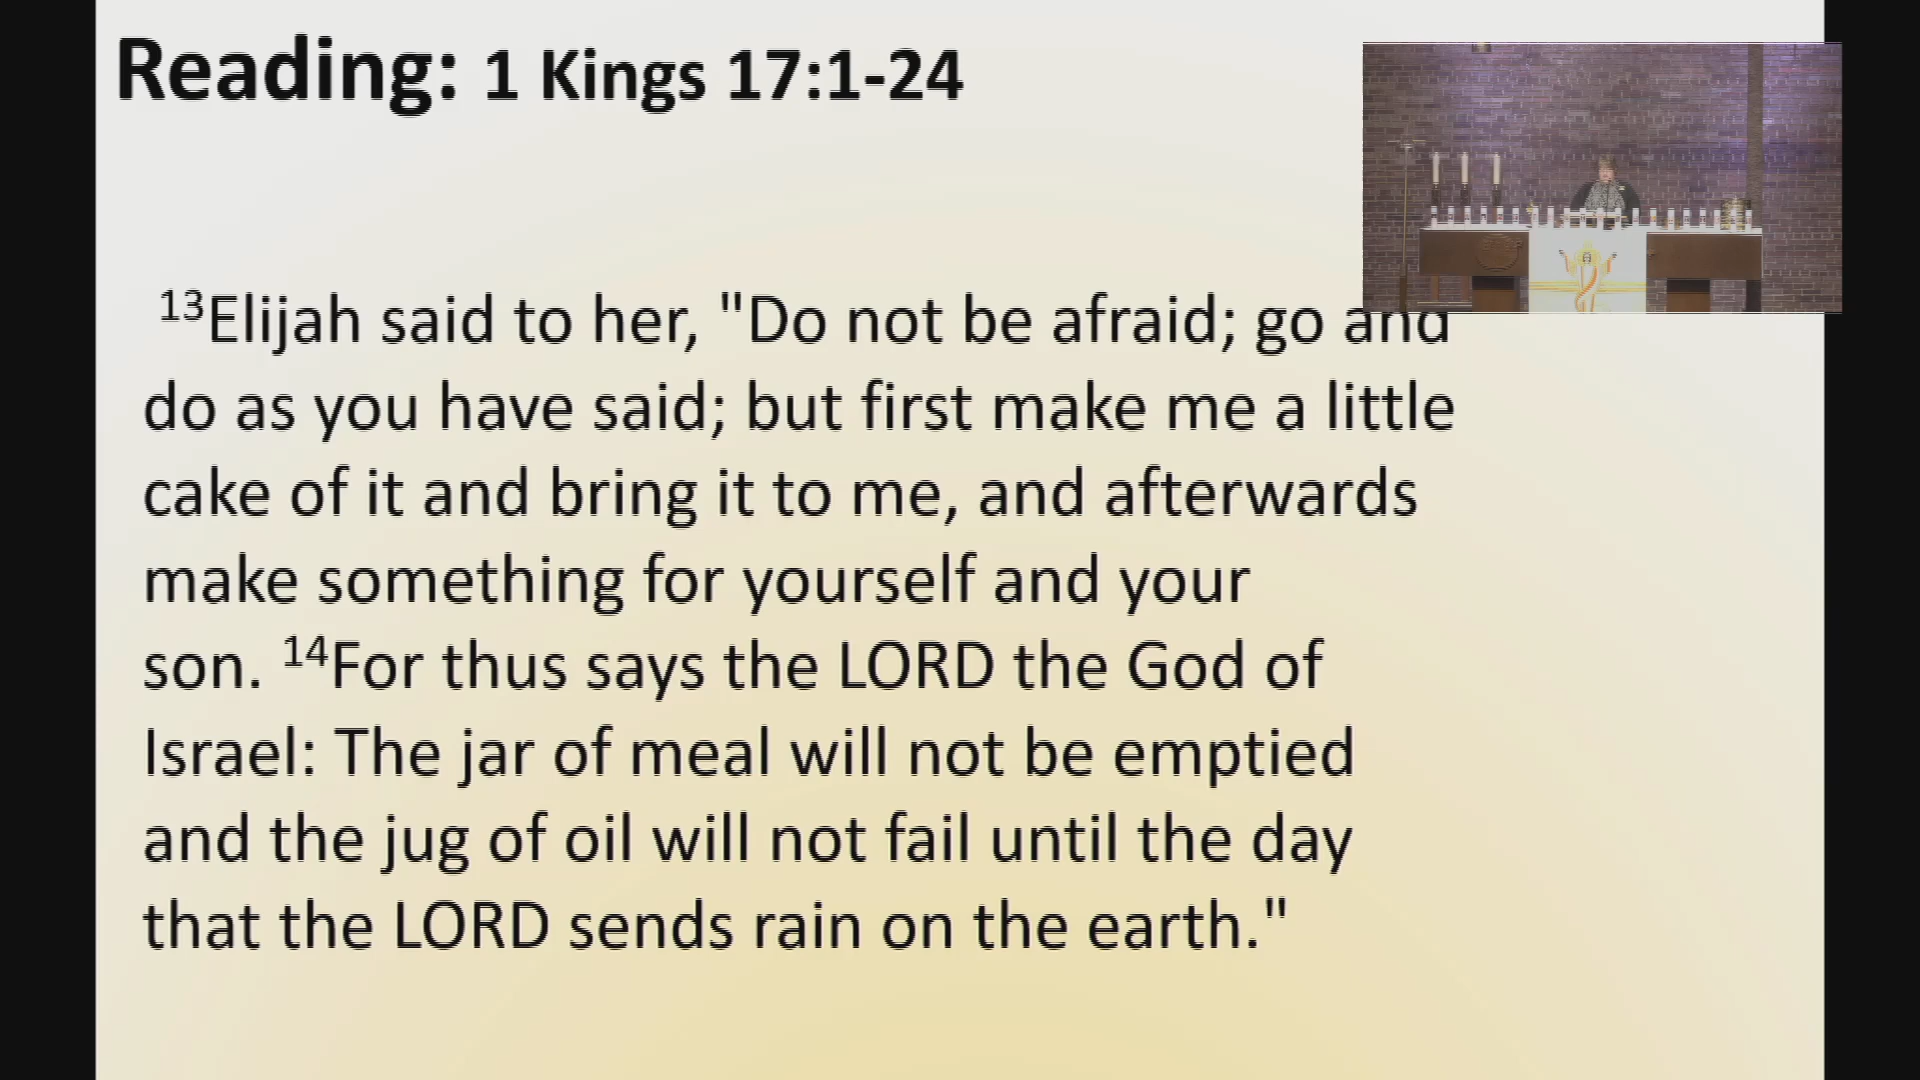 Reading: 1 Kings 17:1-24
13Elijah said to her, "Do not be afraid; go and
do as you have said; but first make me a little
cake of it and bring it to me, and afterwards
make something for yourself and your
son. 14For thus says the LORD the God of
Israel: The jar of meal will not be emptied
and the jug of oil will not fail until the day
that the LORD sends rain on the earth."